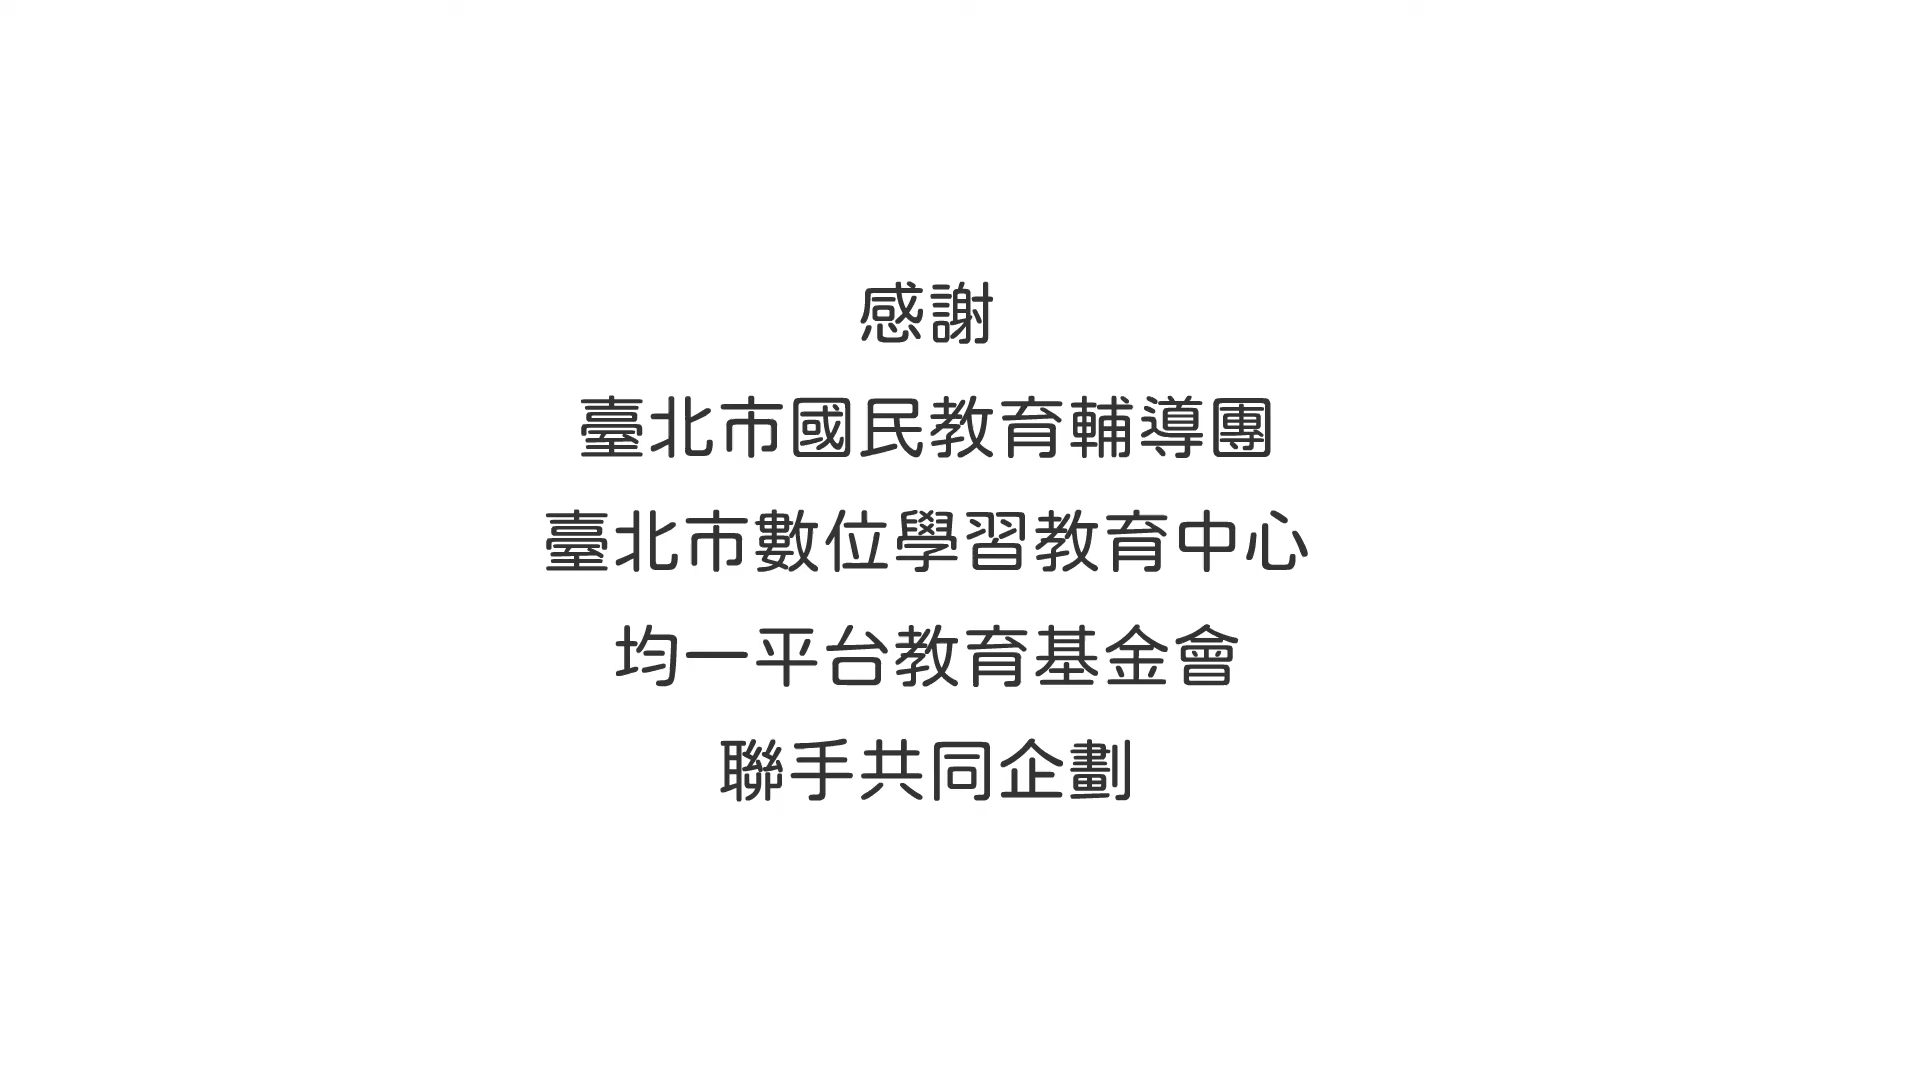 感謝
臺北市國民教育輔導團
臺北市數位學習教育中心
均一平台教育基金會
聯手共同企劃